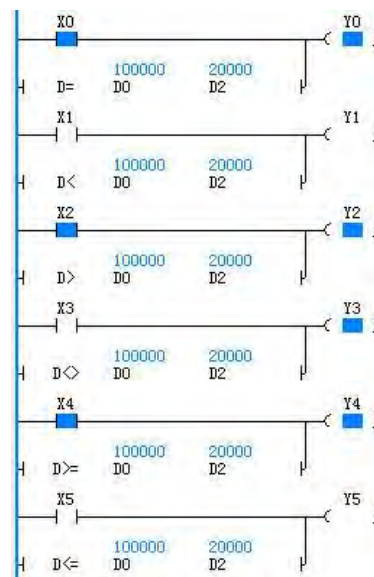 X0 Y0
100000 20000
D= D0 D2
X1 Y1
100000 20000
D< D0 D2
X2 Y2
100000 20000
D> D0 D2
X3 Y3
100000 20000
D<> D0 D2
X4 Y4
100000 20000
D>= D0 D2
X5 Y5
100000 20000
D<= D0 D2